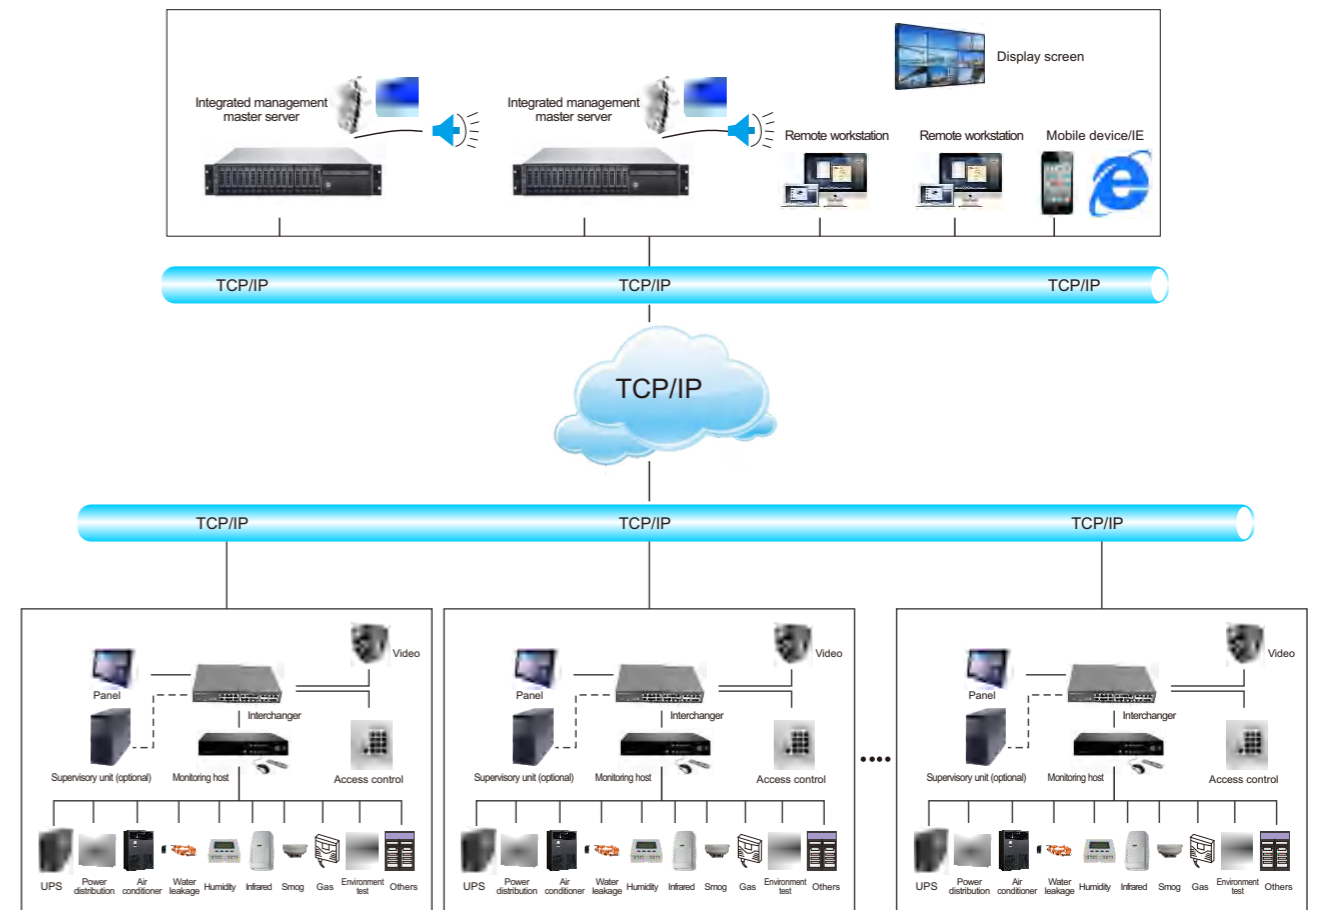 Display screen
Integrated management
master server
Integrated management
master server
Remote workstation
Remote workstation
Mobile device/IE
TCP/IP
TCP/IP
TCP/IP
TCP/IP
TCP/IP
TCP/IP
TCP/IP
Video
Panel
Interchanger
Supervisory unit (optional)
Monitoring host
Access control
UPS
Power
distribution
Air
conditioner
Water
leakage
Humidity
Infrared
Smog
Gas
Environment
test
Others
Video
Panel
Interchanger
Supervisory unit (optional)
Monitoring host
Access control
UPS
Power
distribution
Air
conditioner
Water
leakage
Humidity
Infrared
Smog
Gas
Environment
test
Others
Video
Panel
Interchanger
Supervisory unit (optional)
Monitoring host
Access control
UPS
Power
distribution
Air
conditioner
Water
leakage
Humidity
Infrared
Smog
Gas
Environment
test
Others